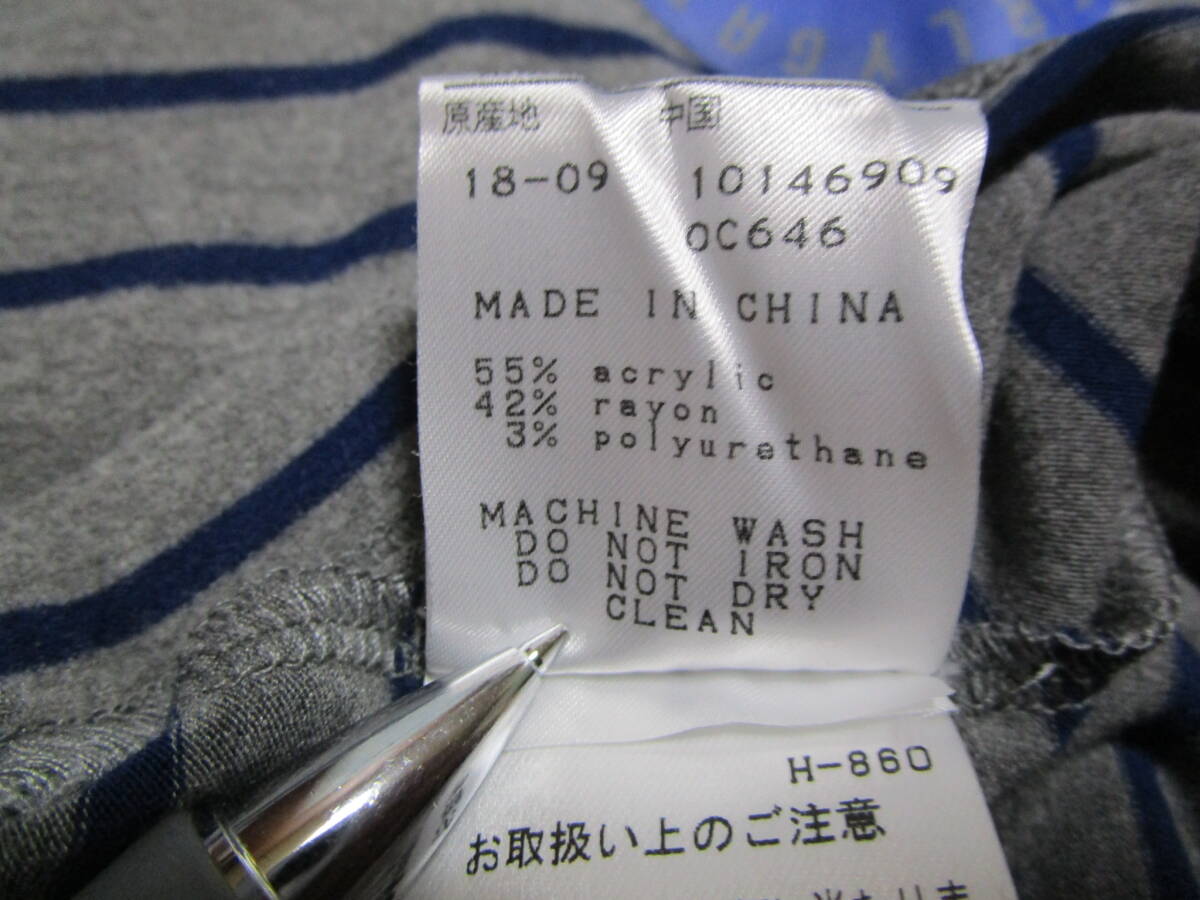 原産地 中国
18-09 10146909
0C646
MADE IN CHINA
55% acrylic
42% rayon
3% polyurethane
MACHINE WASH
DO NOT IRON
DO NOT DRY
CLEAN
H-860
お取扱い上のご注意